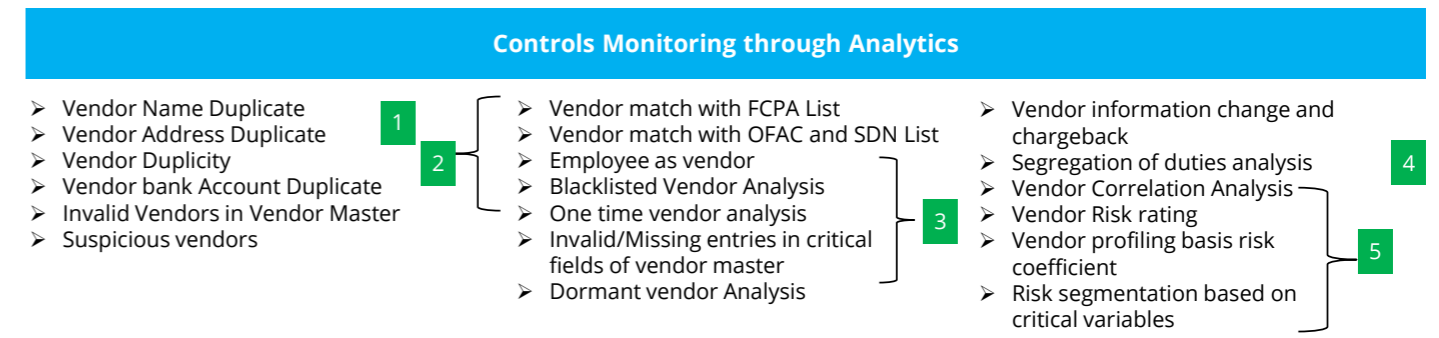 Controls Monitoring through Analytics
➢ Vendor Name Duplicate
➢ Vendor Address Duplicate
➢ Vendor Duplicity
➢ Vendor bank Account Duplicate
➢ Invalid Vendors in Vendor Master
➢ Suspicious vendors
1
2
➢ Vendor match with FCPA List
➢ Vendor match with OFAC and SDN List
➢ Employee as vendor
➢ Blacklisted Vendor Analysis
➢ One time vendor analysis
➢ Invalid/Missing entries in critical
fields of vendor master
➢ Dormant vendor Analysis
3
➢ Vendor information change and
chargeback
➢ Segregation of duties analysis
➢ Vendor Correlation Analysis
➢ Vendor Risk rating
➢ Vendor profiling basis risk
coefficient
➢ Risk segmentation based on
critical variables
4
5